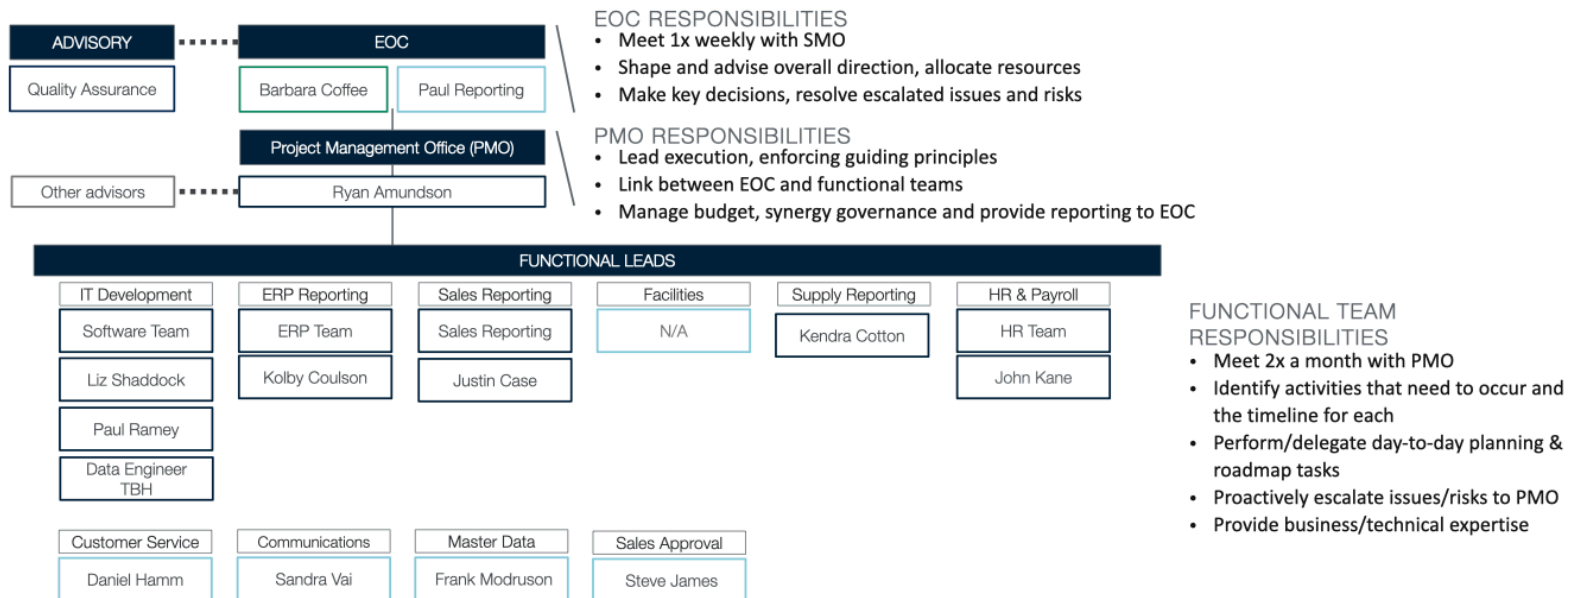 ADVISORY
EOC
Quality Assurance
Barbara Coffee
Paul Reporting
EOC RESPONSIBILITIES
• Meet 1x weekly with SMO
• Shape and advise overall direction, allocate resources
• Make key decisions, resolve escalated issues and risks
Project Management Office (PMO)
Other advisors
Ryan Amundson
PMO RESPONSIBILITIES
• Lead execution, enforcing guiding principles
• Link between EOC and functional teams
• Manage budget, synergy governance and provide reporting to EOC
FUNCTIONAL LEADS
IT Development
Software Team
Liz Shaddock
Paul Ramey
Data Engineer
TBH
ERP Reporting
ERP Team
Kolby Coulson
Sales Reporting
Sales Reporting
Justin Case
Facilities
N/A
Supply Reporting
Kendra Cotton
HR & Payroll
HR Team
John Kane
Customer Service
Daniel Hamm
Communications
Sandra Vai
Master Data
Frank Modruson
Sales Approval
Steve James
FUNCTIONAL TEAM
RESPONSIBILITIES
• Meet 2x a month with PMO
• Identify activities that need to occur and
the timeline for each
• Perform/delegate day-to-day planning &
roadmap tasks
• Proactively escalate issues/risks to PMO
• Provide business/technical expertise